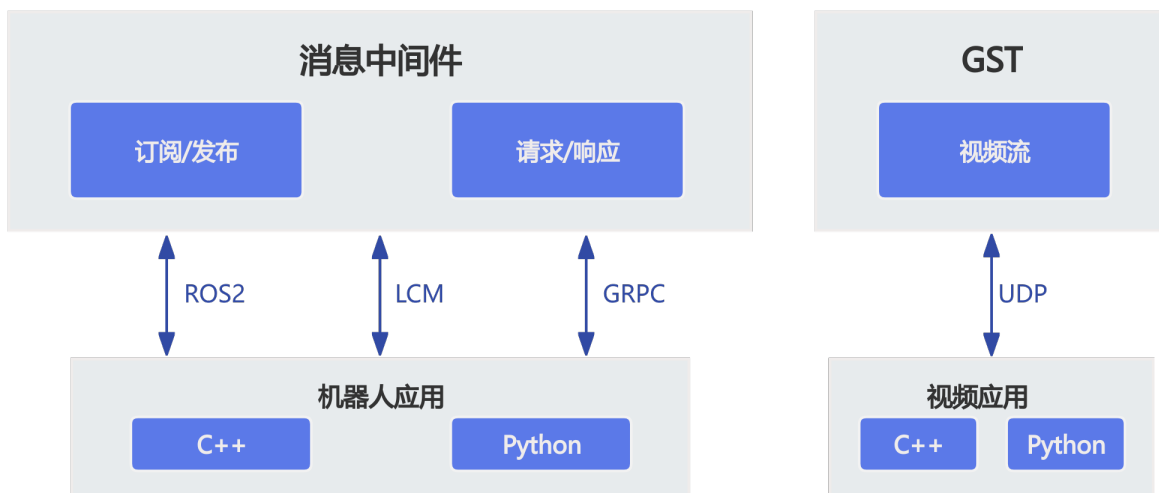 消息中间件
订阅/发布
请求/响应
ROS2
LCM
GRPC
机器人应用
C++
Python
GST
视频流
UDP
视频应用
C++
Python